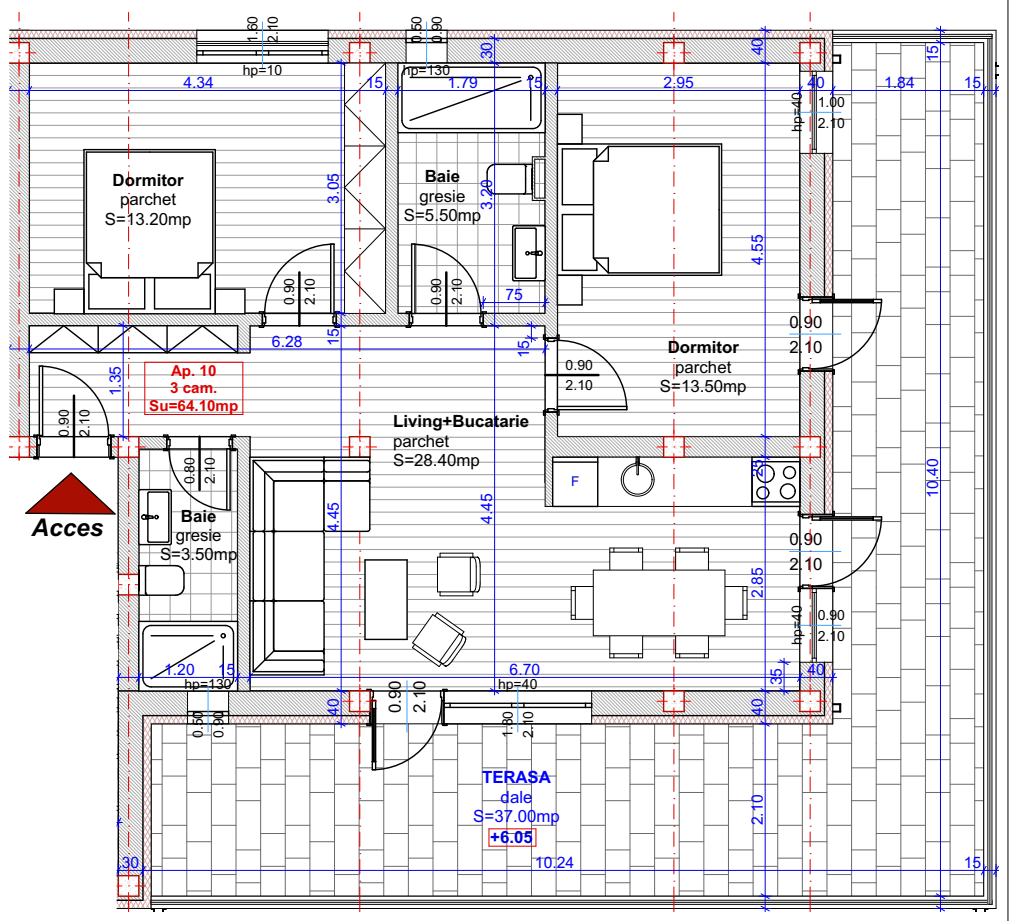 1.60
2.10
0.50
0.90
30
40
15
hp=10
hp=130
4.34
15
1.79
15
2.95
40
1.84
15
hp=40
1.00
2.10
Dormitor
parchet
S=13.20mp
3.05
Baie
gresie
S=5.50mp
3.20
4.55
0.90
2.10
0.90
2.10
75
6.28
15
15
0.90
2.10
Dormitor
parchet
S=13.50mp
0.90
2.10
Ap. 10
3 cam.
Su=64.10mp
1.35
0.90
2.10
Living+Bucatarie
parchet
S=28.40mp
0.80
2.10
F
25
10.40
Acces
Baie
gresie
S=3.50mp
4.45
4.45
0.90
2.10
2.85
hp=40
0.90
2.10
1.20
15
hp=130
6.70
hp=40
35
40
0.50
0.90
40
0.90
2.10
1.80
2.10
40
TERASA
dale
S=37.00mp
+6.05
2.10
30
10.24
15